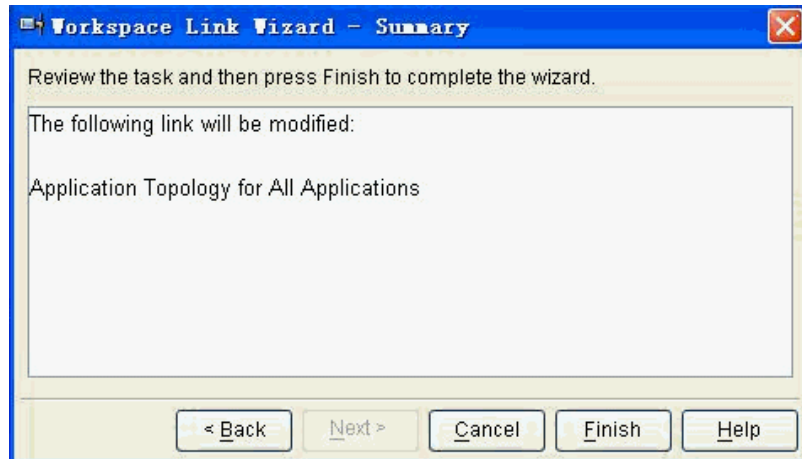 Workspace Link Wizard - Summary
Review the task and then press Finish to complete the wizard.
The following link will be modified:
Application Topology for All Applications
< Back Next > Cancel Finish Help